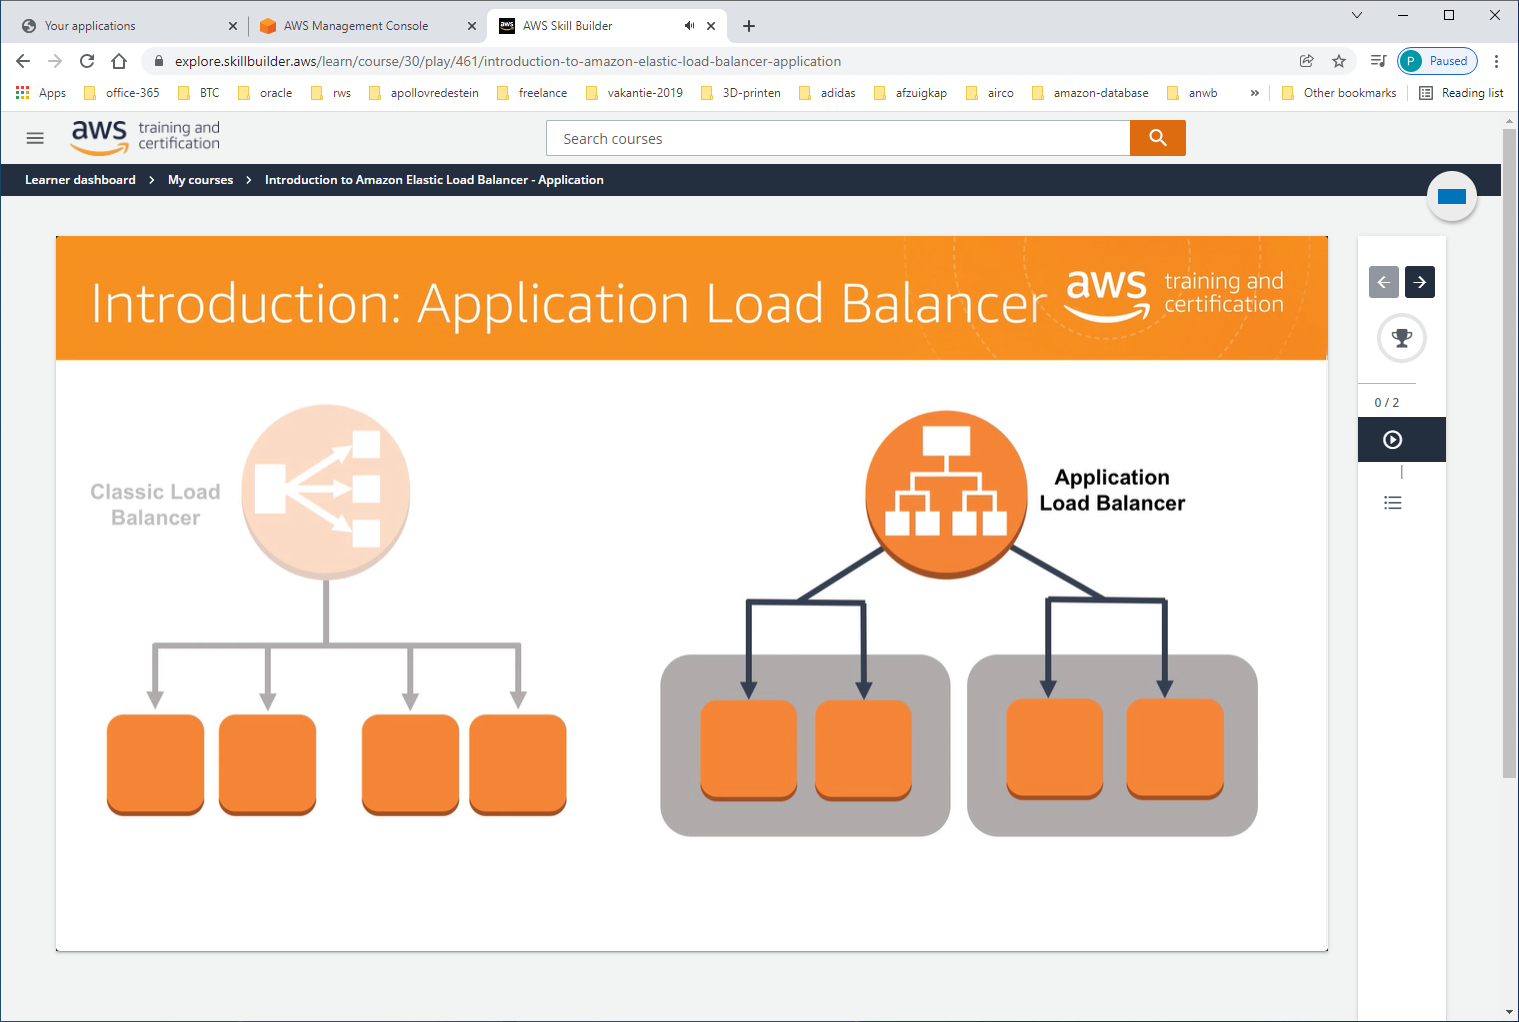 Your applications
AWS Management Console
aws
AWS Skill Builder
explore.skillbuilder.aws/learn/course/30/play/461/introduction-to-amazon-elastic-load-balancer-application
P Paused
Apps office-365 BTC oracle rws apollovredestein freelance vakantie-2019 3D-printen adidas afzuigkap airco amazon-database anwb » Other bookmarks Reading list
aws training and
certification
Search courses
Learner dashboard > My courses > Introduction to Amazon Elastic Load Balancer - Application
Introduction: Application Load Balancer
aws training and
certification
0 / 2
Classic Load
Balancer
Application
Load Balancer